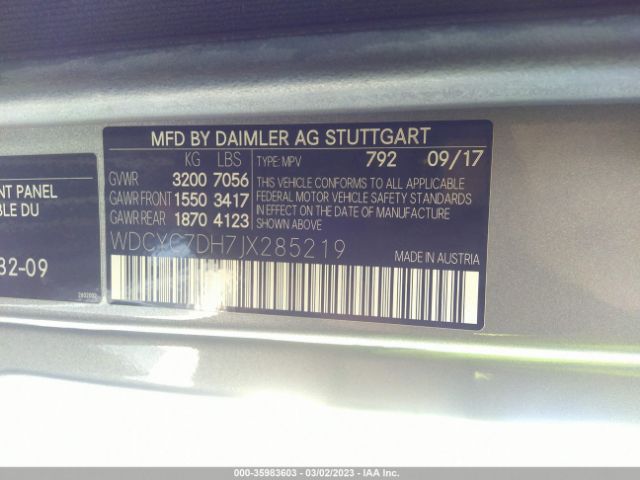 MFD BY DAIMLER AG STUTTGART
KG LBS TYPE: MPV 792 09/17
GVWR 3200 7056
GAWR FRONT 1550 3417
GAWR REAR 1870 4123
THIS VEHICLE CONFORMS TO ALL APPLICABLE
FEDERAL MOTOR VEHICLE SAFETY STANDARDS
IN EFFECT ON THE DATE OF MANUFACTURE
SHOWN ABOVE
WDCYC7DH7JX285219
MADE IN AUSTRIA
NT PANEL
BLE DU
32-09
000-35983603 - 03/02/2023 - IAA Inc.